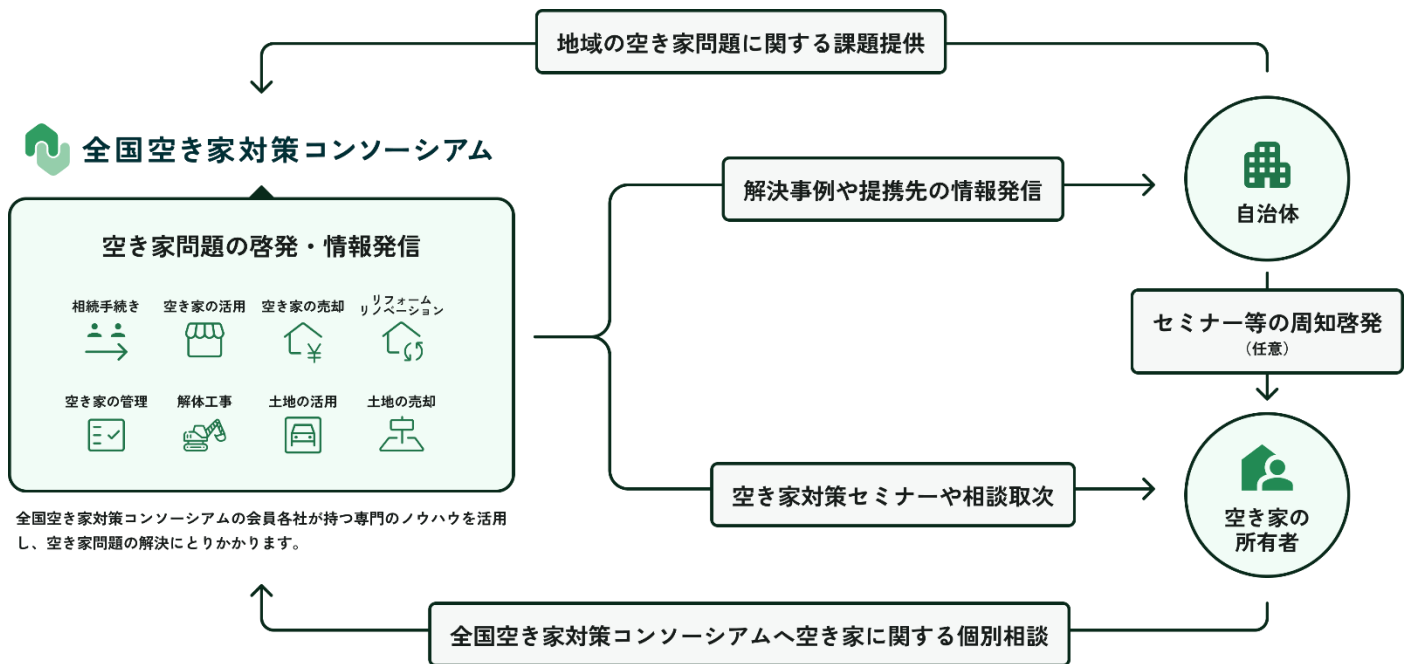 地域の空き家問題に関する課題提供
全国空き家対策コンソーシアム
空き家問題の啓発・情報発信
相続手続き
空き家の活用
空き家の売却
リフォーム
リノベーション
空き家の管理
解体工事
土地の活用
土地の売却
全国空き家対策コンソーシアムの会員各社が持つ専門のノウハウを活用
し、空き家問題の解決にとりかかります。
解決事例や提携先の情報発信
自治体
セミナー等の周知啓発
（任意）
空き家対策セミナーや相談取次
空き家の
所有者
全国空き家対策コンソーシアムへ空き家に関する個別相談